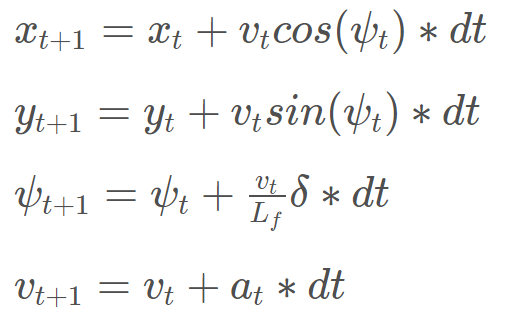 x_{t+1} = x_t + v_t cos(ψ_t) * dt
y_{t+1} = y_t + v_t sin(ψ_t) * dt
ψ_{t+1} = ψ_t + \frac{v_t}{L_f} δ * dt
v_{t+1} = v_t + a_t * dt